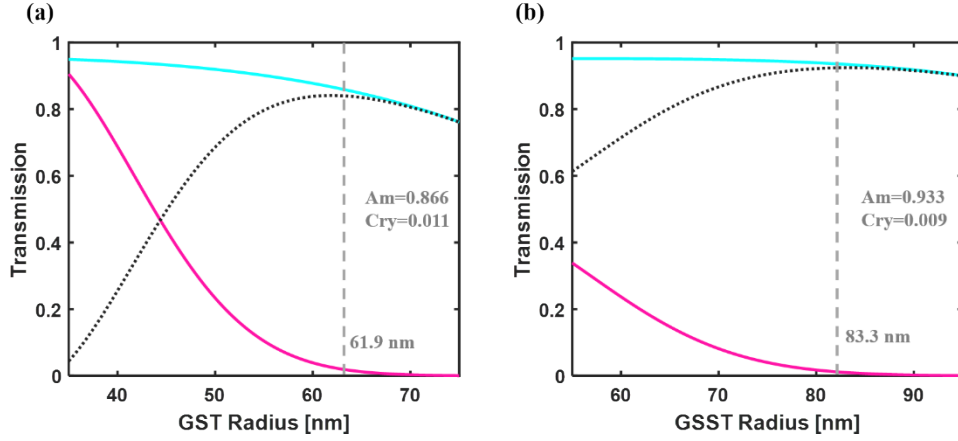 (a)
Transmission
1
0.8
0.6
0.4
0.2
0
Am=0.866
Cry=0.011
61.9 nm
40 50 60 70
GST Radius [nm]
(b)
Transmission
1
0.8
0.6
0.4
0.2
0
Am=0.933
Cry=0.009
83.3 nm
60 70 80 90
GSST Radius [nm]